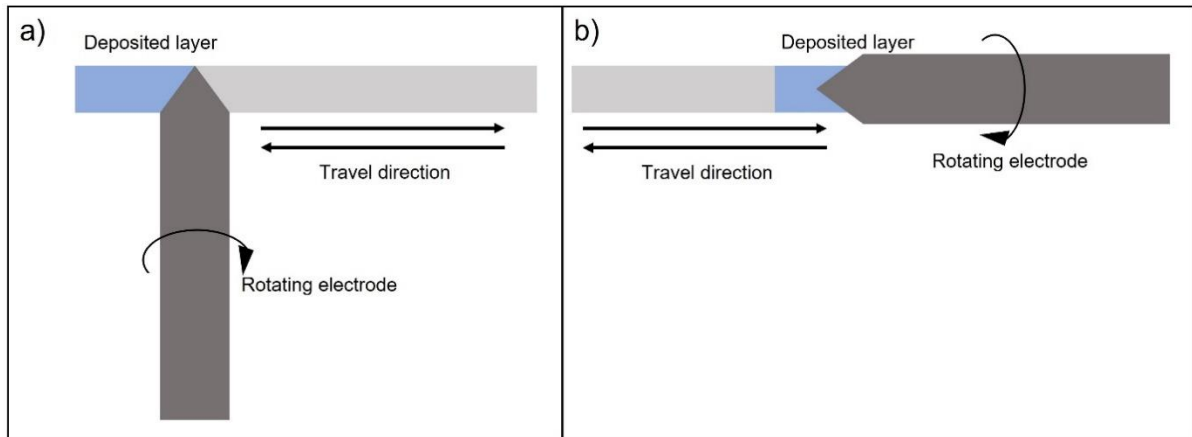 a)
Deposited layer
Travel direction
Rotating electrode
b)
Deposited layer
Travel direction
Rotating electrode